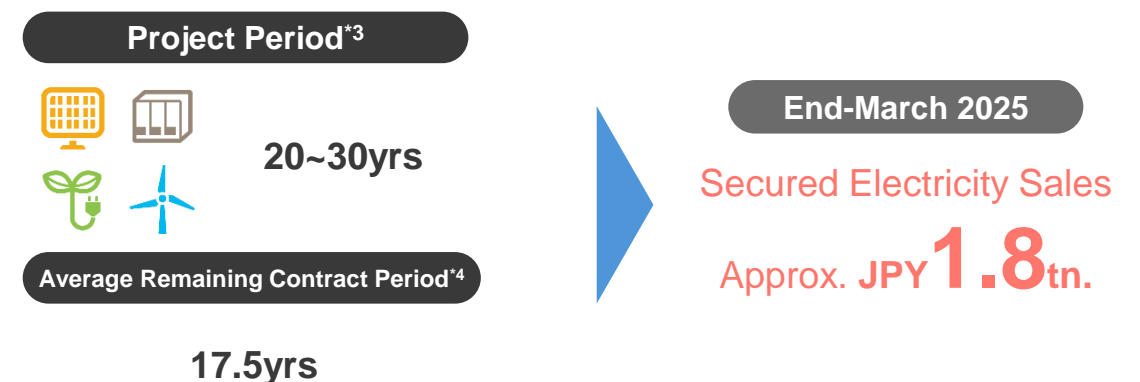 Project Period*3
20~30yrs
Average Remaining Contract Period*4
17.5yrs
End-March 2025
Secured Electricity Sales
Approx. JPY1.8tn.